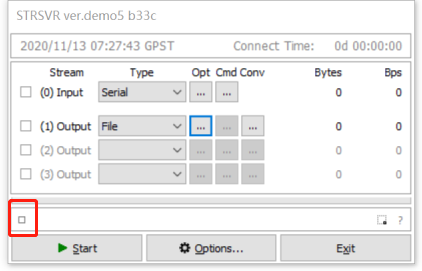 STRSVR ver.demo5 b33c
2020/11/13 07:27:43 GPST Connect Time: 0d 00:00:00
Stream Type Opt Cmd Conv Bytes Bps
(0) Input Serial ... ... 0 0
(1) Output File ... ... ... 0 0
(2) Output ... ... ... 0 0
(3) Output ... ... ... 0 0
?
Start Options... Exit